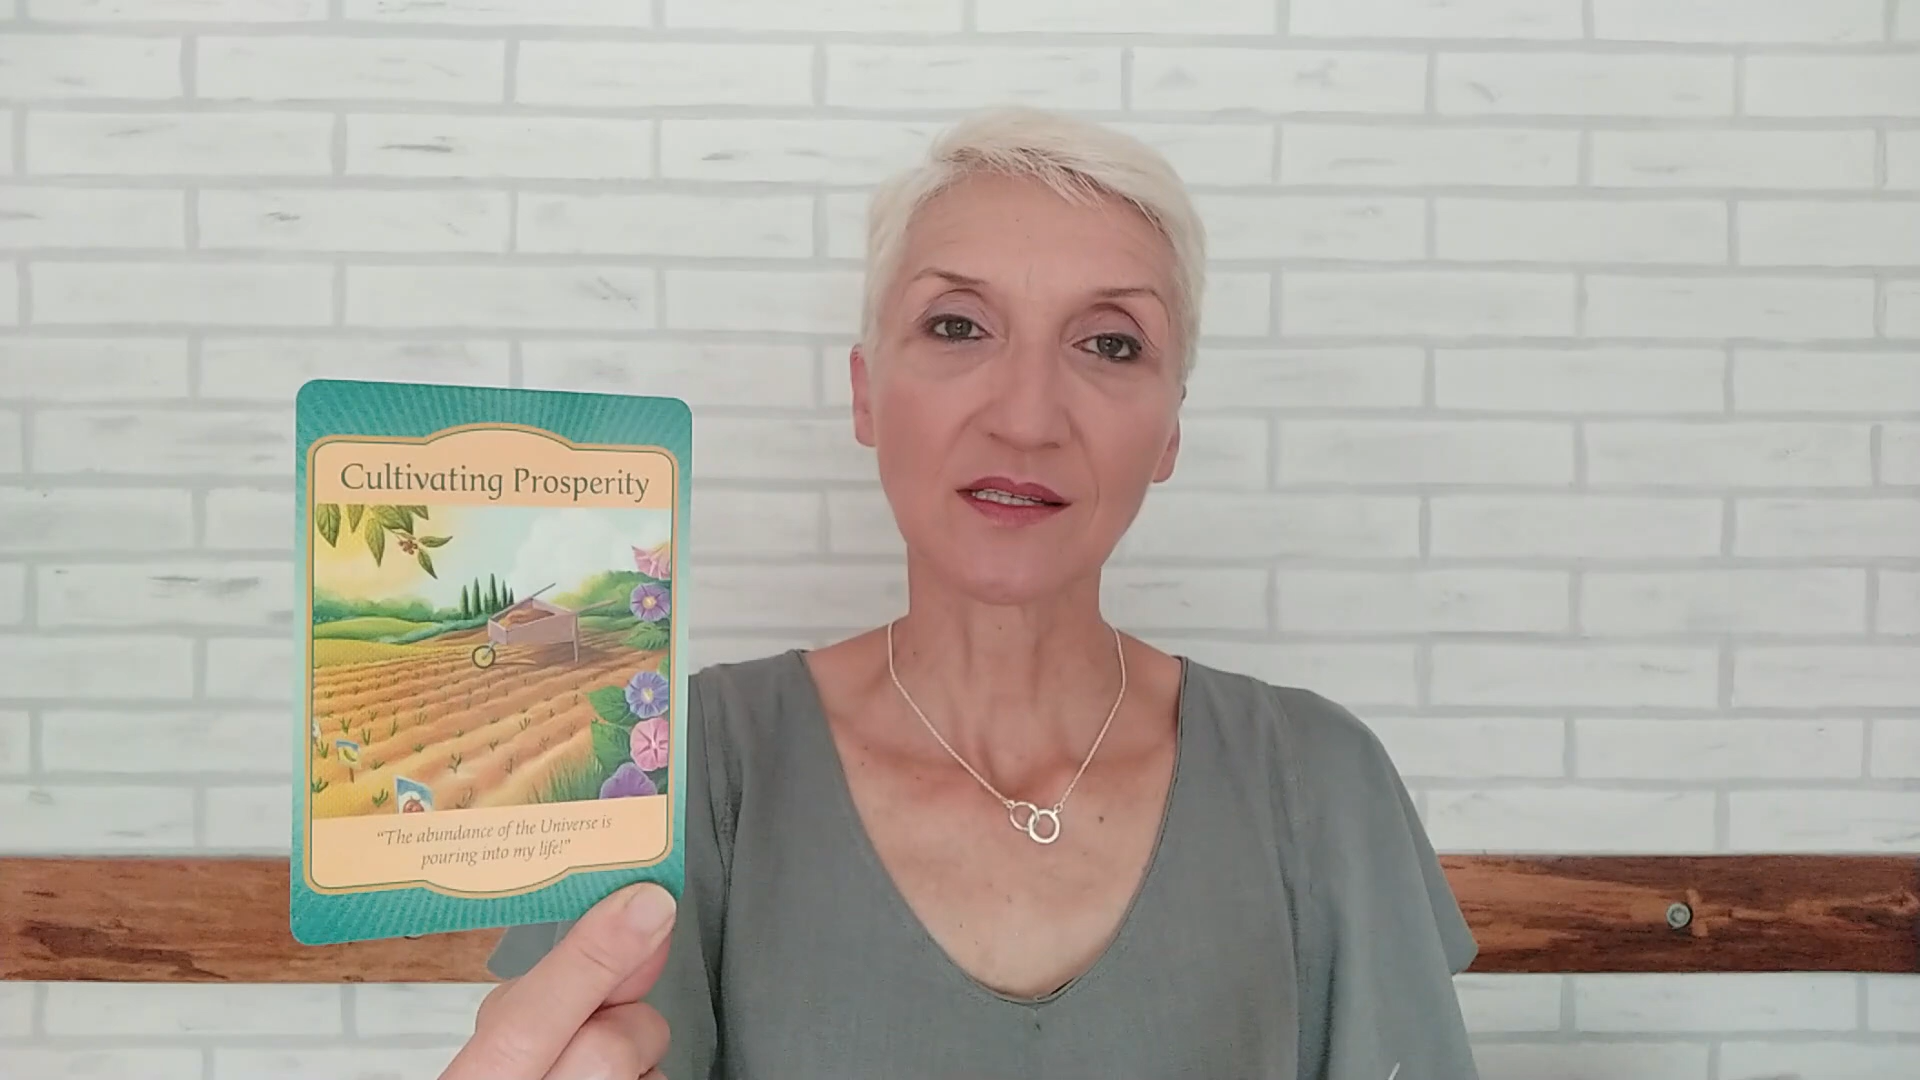 Cultivating Prosperity
“The abundance of the Universe is
pouring into my life!”